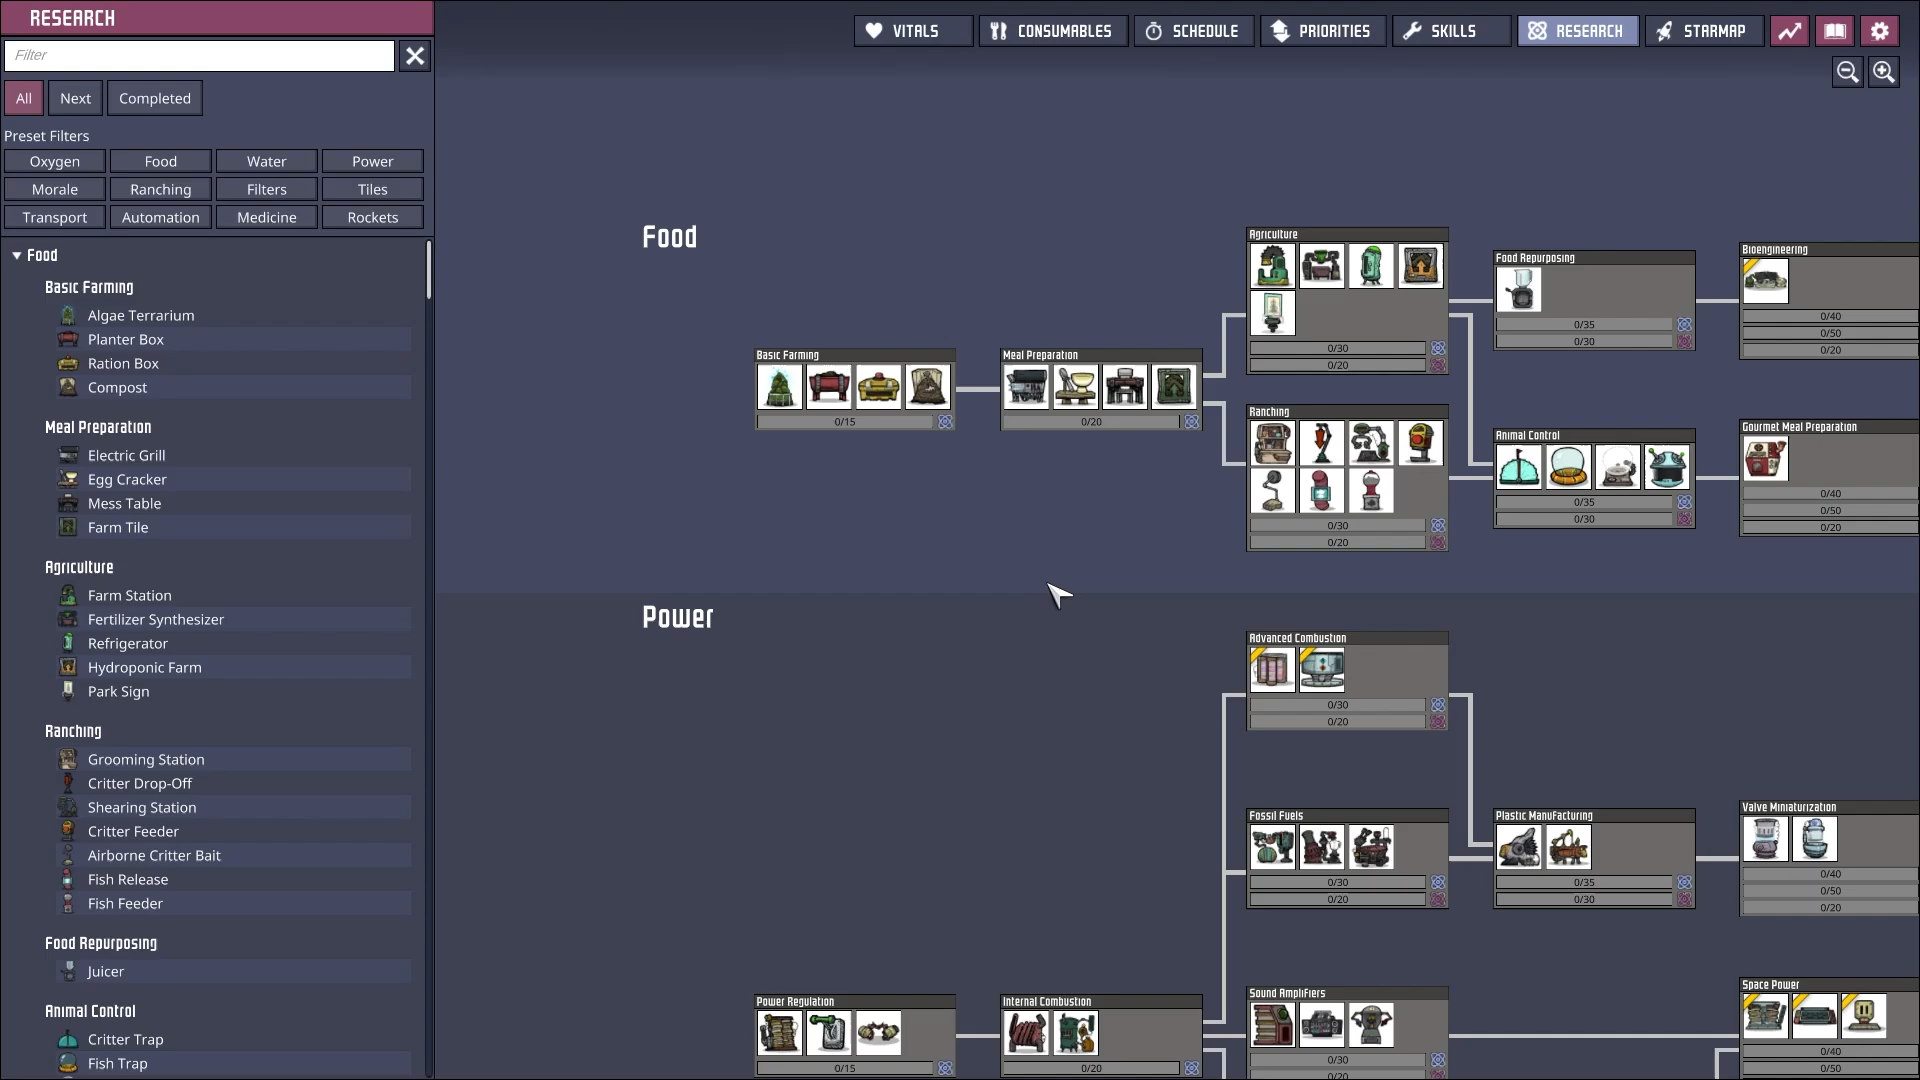 RESEARCH
VITALS
CONSUMABLES
SCHEDULE
PRIORITIES
SKILLS
RESEARCH
STARMAP
Filter
All
Next
Completed
Preset Filters
Oxygen
Food
Water
Power
Morale
Ranching
Filters
Tiles
Transport
Automation
Medicine
Rockets
Food
Basic Farming
Algae Terrarium
Planter Box
Ration Box
Compost
Meal Preparation
Electric Grill
Egg Cracker
Mess Table
Farm Tile
Agriculture
Farm Station
Fertilizer Synthesizer
Refrigerator
Hydroponic Farm
Park Sign
Ranching
Grooming Station
Critter Drop-Off
Shearing Station
Critter Feeder
Airborne Critter Bait
Fish Release
Fish Feeder
Food Repurposing
Juicer
Animal Control
Critter Trap
Fish Trap
Food
Basic Farming
0/15
Meal Preparation
0/20
Agriculture
0/30
0/20
Ranching
0/30
0/20
Food Repurposing
0/35
0/30
Animal Control
0/35
0/30
Bioengineering
0/40
0/50
0/20
Gourmet Meal Preparation
0/40
0/50
0/20
Power
Advanced Combustion
0/30
0/20
Fossil Fuels
0/30
0/20
Plastic Manufacturing
0/35
0/30
Valve Miniaturization
0/40
0/50
0/20
Power Regulation
0/15
Internal Combustion
0/20
Sound Amplifiers
0/30
0/20
Space Power
0/40
0/50